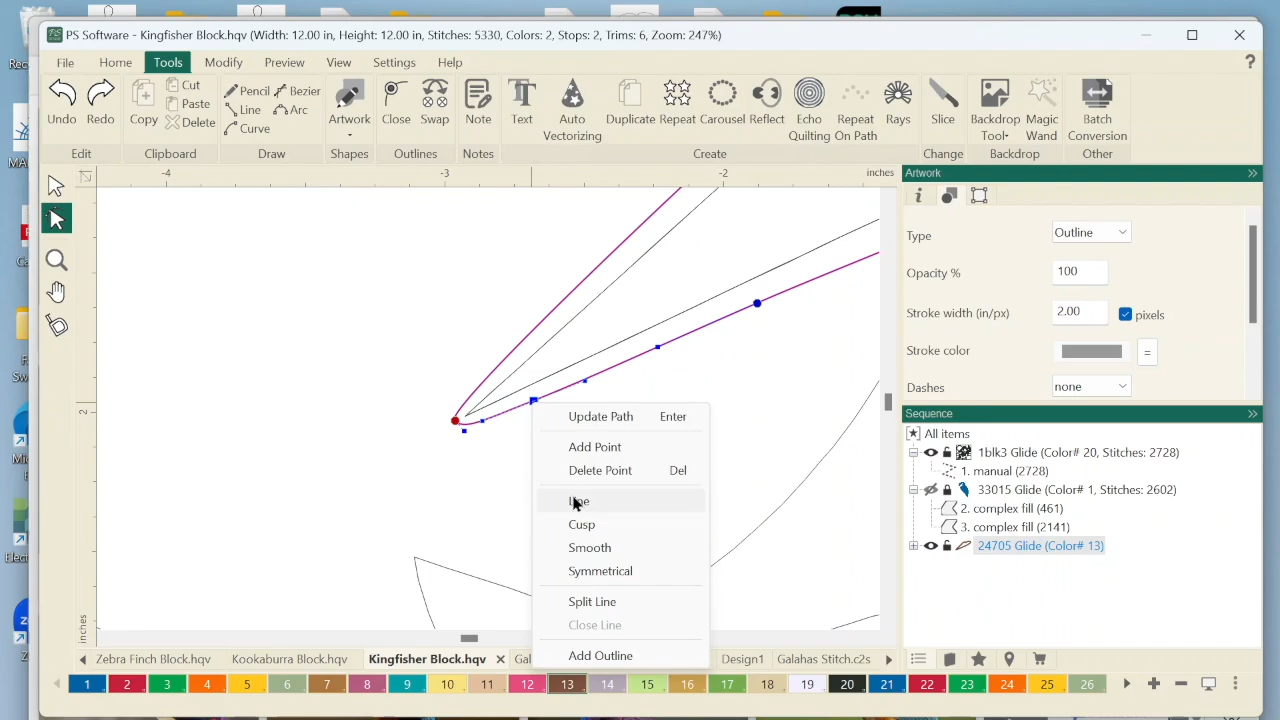 PS Software - Kingfisher Block.hqv (Width: 12.00 in, Height: 12.00 in, Stitches: 5330, Colors: 2, Stops: 2, Trims: 6, Zoom: 247%)
File Home Tools Modify Preview View Settings Help ?
Undo Redo Copy Cut Paste Delete
Pencil Bezier Line Arc Curve
Artwork Close Swap Note Text Auto Vectorizing Duplicate Repeat Carousel Reflect Echo Quilting Repeat On Path Rays Slice Backdrop Tool Magic Wand Batch Conversion
Edit Clipboard Draw Shapes Outlines Notes Create Change Backdrop Other
-4 -3 -2 inches
2
inches
Update Path Enter
Add Point
Delete Point Del
Line
Cusp
Smooth
Symmetrical
Split Line
Close Line
Add Outline
Artwork
Type Outline
Opacity % 100
Stroke width (in/px) 2.00 pixels
Stroke color =
Dashes none
Sequence
All items
1blk3 Glide (Color# 20, Stitches: 2728)
1. manual (2728)
33015 Glide (Color# 1, Stitches: 2602)
2. complex fill (461)
3. complex fill (2141)
24705 Glide (Color# 13)
Zebra Finch Block.hqv Kookaburra Block.hqv Kingfisher Block.hqv Gal Design1 Galahas Stitch.c2s
1 2 3 4 5 6 7 8 9 10 11 12 13 14 15 16 17 18 19 20 21 22 23 24 25 26